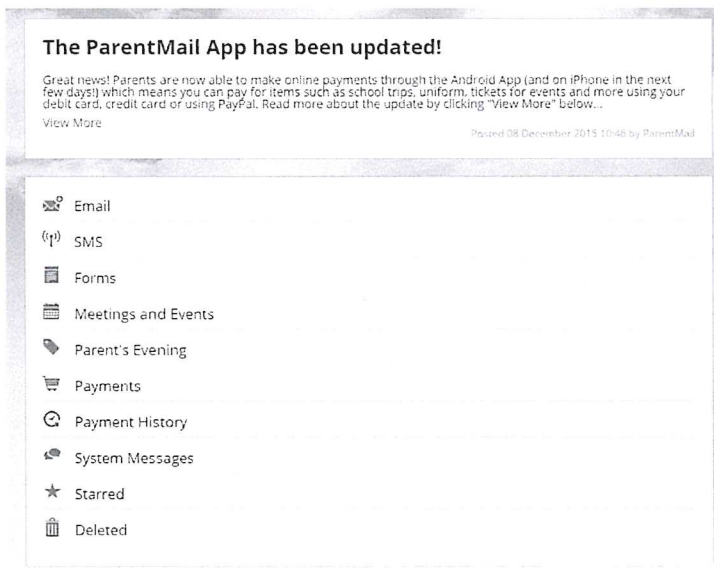 The ParentMail App has been updated!
Great news! Parents are now able to make online payments through the Android App (and on iPhone in the next
few days!) which means you can pay for items such as school trips, uniform, tickets for events and more using your
debit card, credit card or using PayPal. Read more about the update by clicking "View More" below...
View More
Posted 08 December 2015 10:46 by ParentMail
Email
SMS
Forms
Meetings and Events
Parent's Evening
Payments
Payment History
System Messages
Starred
Deleted